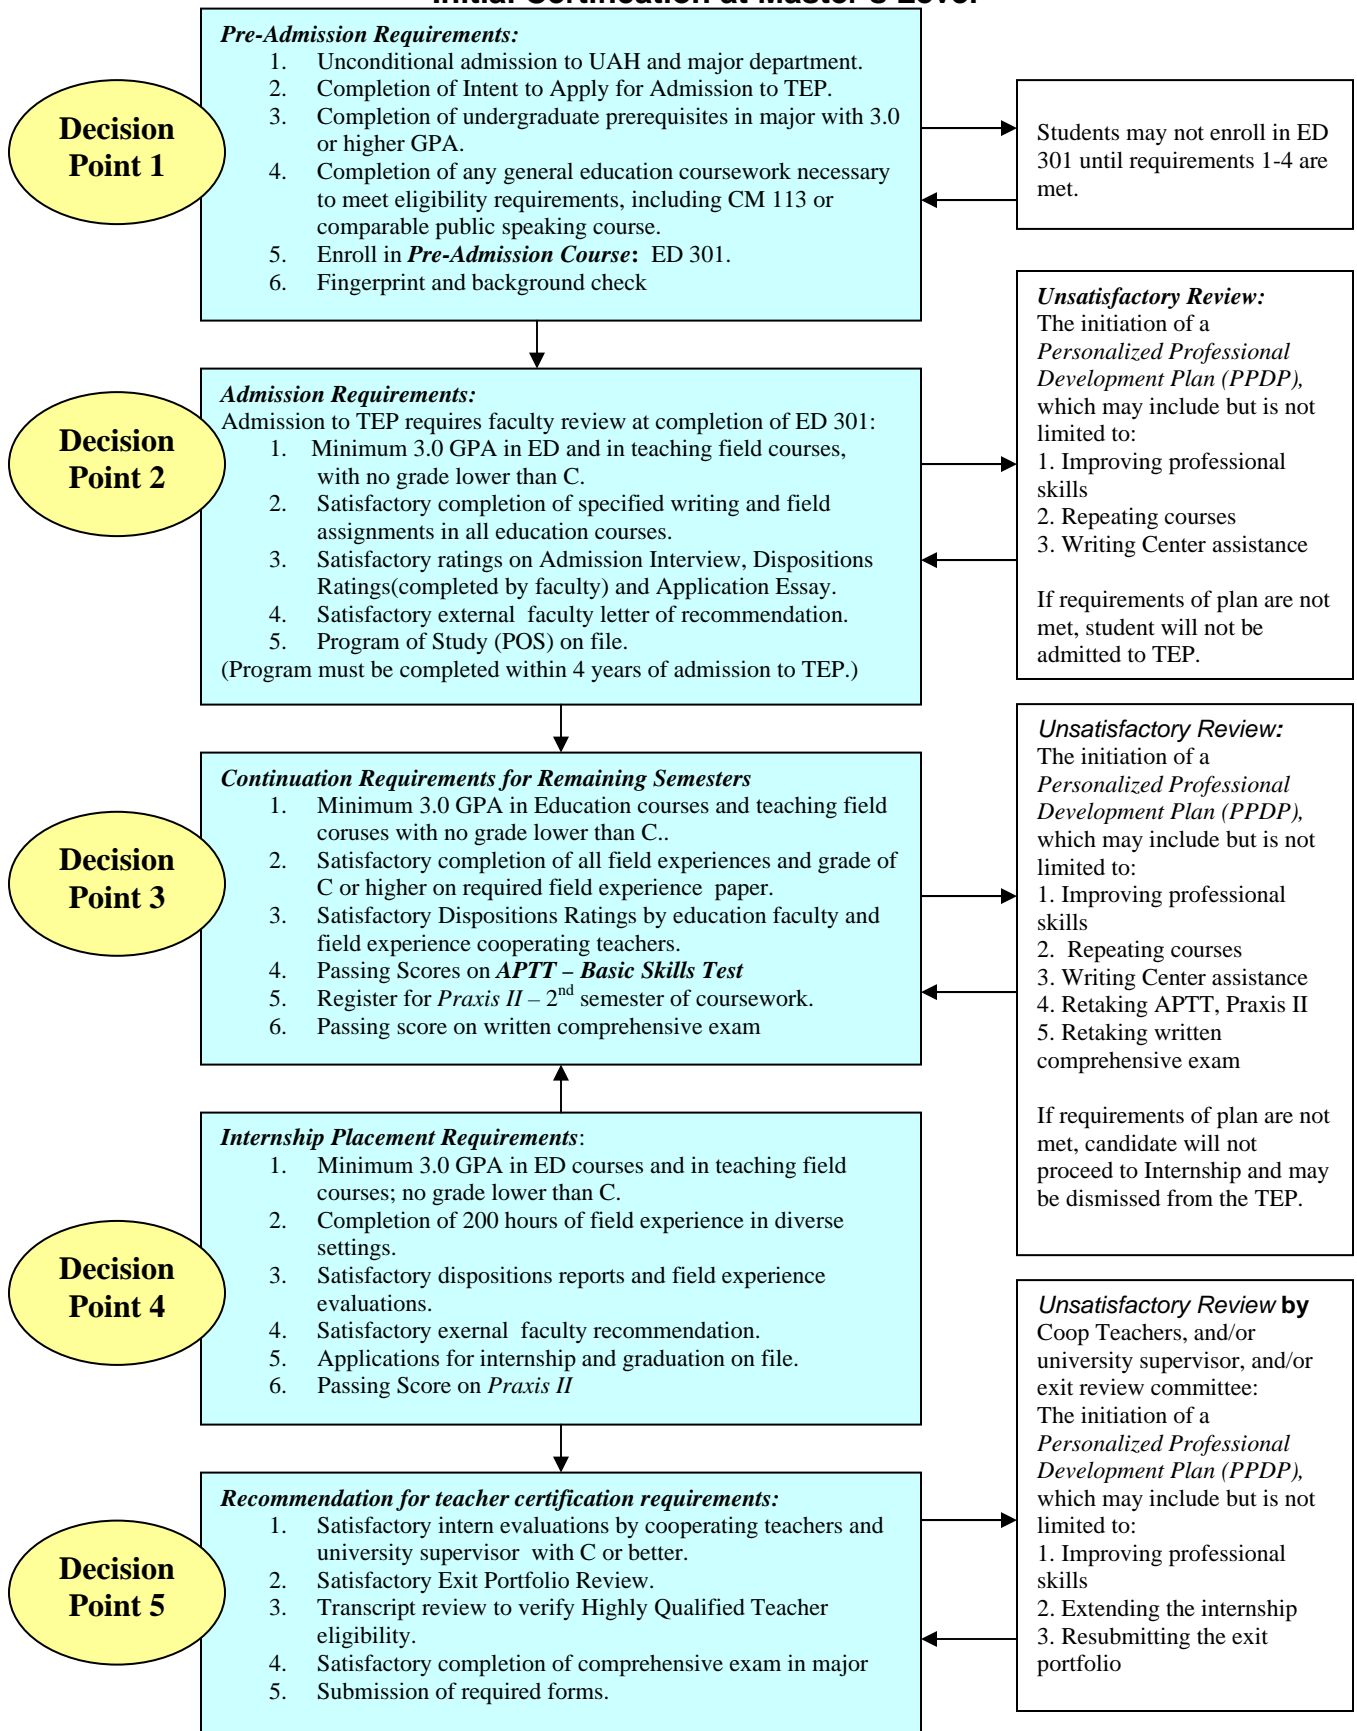 Initial Certification at Master's Level
Pre-Admission Requirements:
1. Unconditional admission to UAH and major department.
2. Completion of Intent to Apply for Admission to TEP.
3. Completion of undergraduate prerequisites in major with 3.0
or higher GPA.
4. Completion of any general education coursework necessary
to meet eligibility requirements, including CM 113 or
comparable public speaking course.
5. Enroll in Pre-Admission Course: ED 301.
6. Fingerprint and background check
Decision
Point 1
Students may not enroll in ED
301 until requirements 1-4 are
met.
Admission Requirements:
Admission to TEP requires faculty review at completion of ED 301:
1. Minimum 3.0 GPA in ED and in teaching field courses,
with no grade lower than C.
2. Satisfactory completion of specified writing and field
assignments in all education courses.
3. Satisfactory ratings on Admission Interview, Dispositions
Ratings(completed by faculty) and Application Essay.
4. Satisfactory external faculty letter of recommendation.
5. Program of Study (POS) on file.
(Program must be completed within 4 years of admission to TEP.)
Decision
Point 2
Unsatisfactory Review:
The initiation of a
Personalized Professional
Development Plan (PPDP),
which may include but is not
limited to:
1. Improving professional
skills
2. Repeating courses
3. Writing Center assistance
If requirements of plan are not
met, student will not be
admitted to TEP.
Continuation Requirements for Remaining Semesters
1. Minimum 3.0 GPA in Education courses and teaching field
coruses with no grade lower than C..
2. Satisfactory completion of all field experiences and grade of
C or higher on required field experience paper.
3. Satisfactory Dispositions Ratings by education faculty and
field experience cooperating teachers.
4. Passing Scores on APTT – Basic Skills Test
5. Register for Praxis II – 2nd semester of coursework.
6. Passing score on written comprehensive exam
Decision
Point 3
Unsatisfactory Review:
The initiation of a
Personalized Professional
Development Plan (PPDP),
which may include but is not
limited to:
1. Improving professional
skills
2. Repeating courses
3. Writing Center assistance
4. Retaking APTT, Praxis II
5. Retaking written
comprehensive exam
If requirements of plan are not
met, candidate will not
proceed to Internship and may
be dismissed from the TEP.
Internship Placement Requirements:
1. Minimum 3.0 GPA in ED courses and in teaching field
courses; no grade lower than C.
2. Completion of 200 hours of field experience in diverse
settings.
3. Satisfactory dispositions reports and field experience
evaluations.
4. Satisfactory exernal faculty recommendation.
5. Applications for internship and graduation on file.
6. Passing Score on Praxis II
Decision
Point 4
Unsatisfactory Review by
Coop Teachers, and/or
university supervisor, and/or
exit review committee:
The initiation of a
Personalized Professional
Development Plan (PPDP),
which may include but is not
limited to:
1. Improving professional
skills
2. Extending the internship
3. Resubmitting the exit
portfolio
Recommendation for teacher certification requirements:
1. Satisfactory intern evaluations by cooperating teachers and
university supervisor with C or better.
2. Satisfactory Exit Portfolio Review.
3. Transcript review to verify Highly Qualified Teacher
eligibility.
4. Satisfactory completion of comprehensive exam in major
5. Submission of required forms.
Decision
Point 5